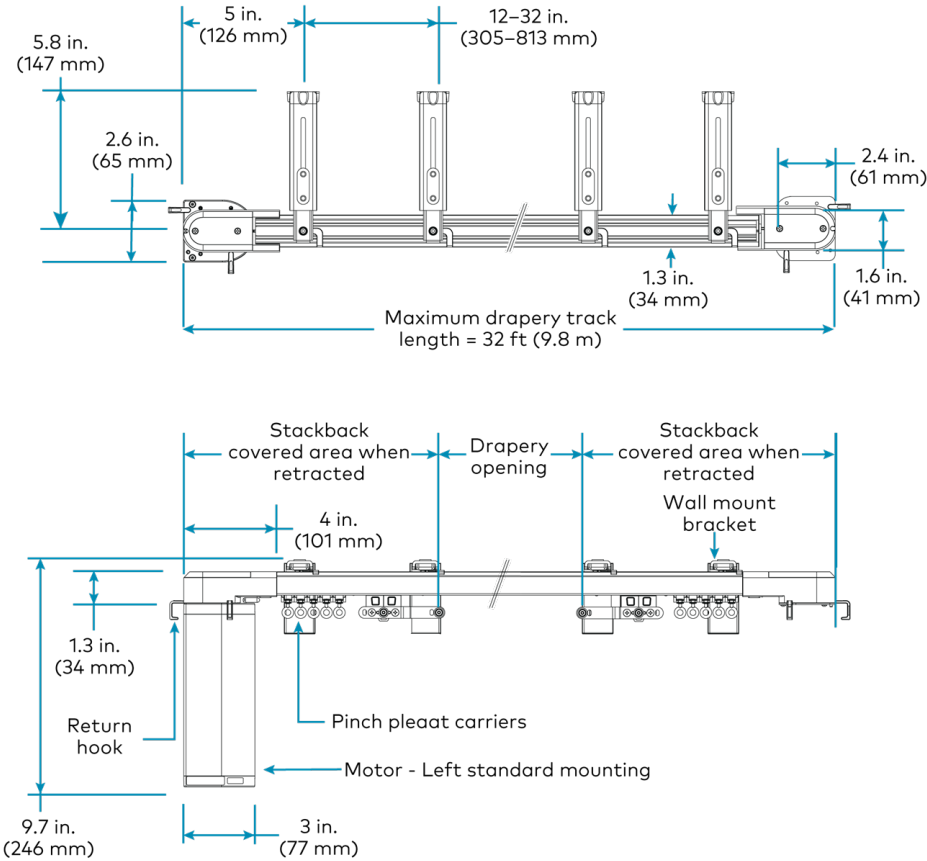 5 in.
(126 mm)
12–32 in.
(305–813 mm)
5.8 in.
(147 mm)
2.6 in.
(65 mm)
2.4 in.
(61 mm)
1.3 in.
(34 mm)
1.6 in.
(41 mm)
Maximum drapery track
length = 32 ft (9.8 m)
Stackback
covered area when
retracted
Drapery
opening
Stackback
covered area when
retracted
4 in.
(101 mm)
Wall mount
bracket
1.3 in.
(34 mm)
Return
hook
Pinch pleaat carriers
Motor - Left standard mounting
9.7 in.
(246 mm)
3 in.
(77 mm)